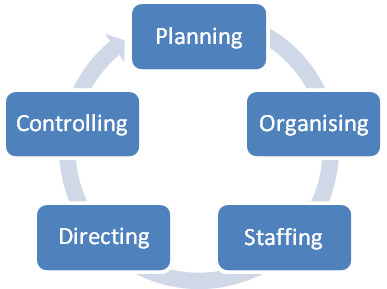 Planning
Organising
Staffing
Directing
Controlling